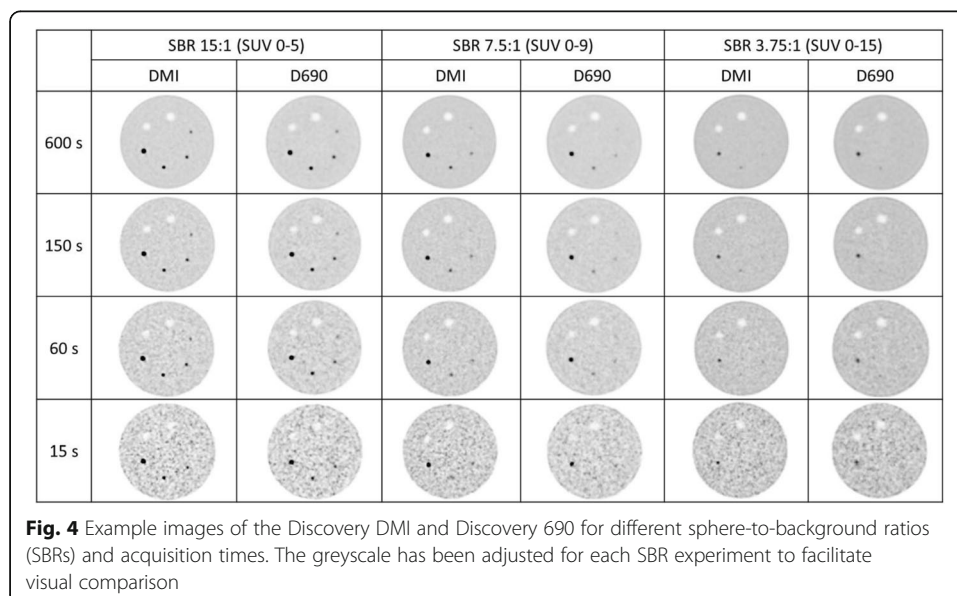 SBR 15:1 (SUV 0-5) SBR 7.5:1 (SUV 0-9) SBR 3.75:1 (SUV 0-15)
DMI D690 DMI D690 DMI D690
600 s
150 s
60 s
15 s
Fig. 4 Example images of the Discovery DMI and Discovery 690 for different sphere-to-background ratios
(SBRs) and acquisition times. The greyscale has been adjusted for each SBR experiment to facilitate
visual comparison